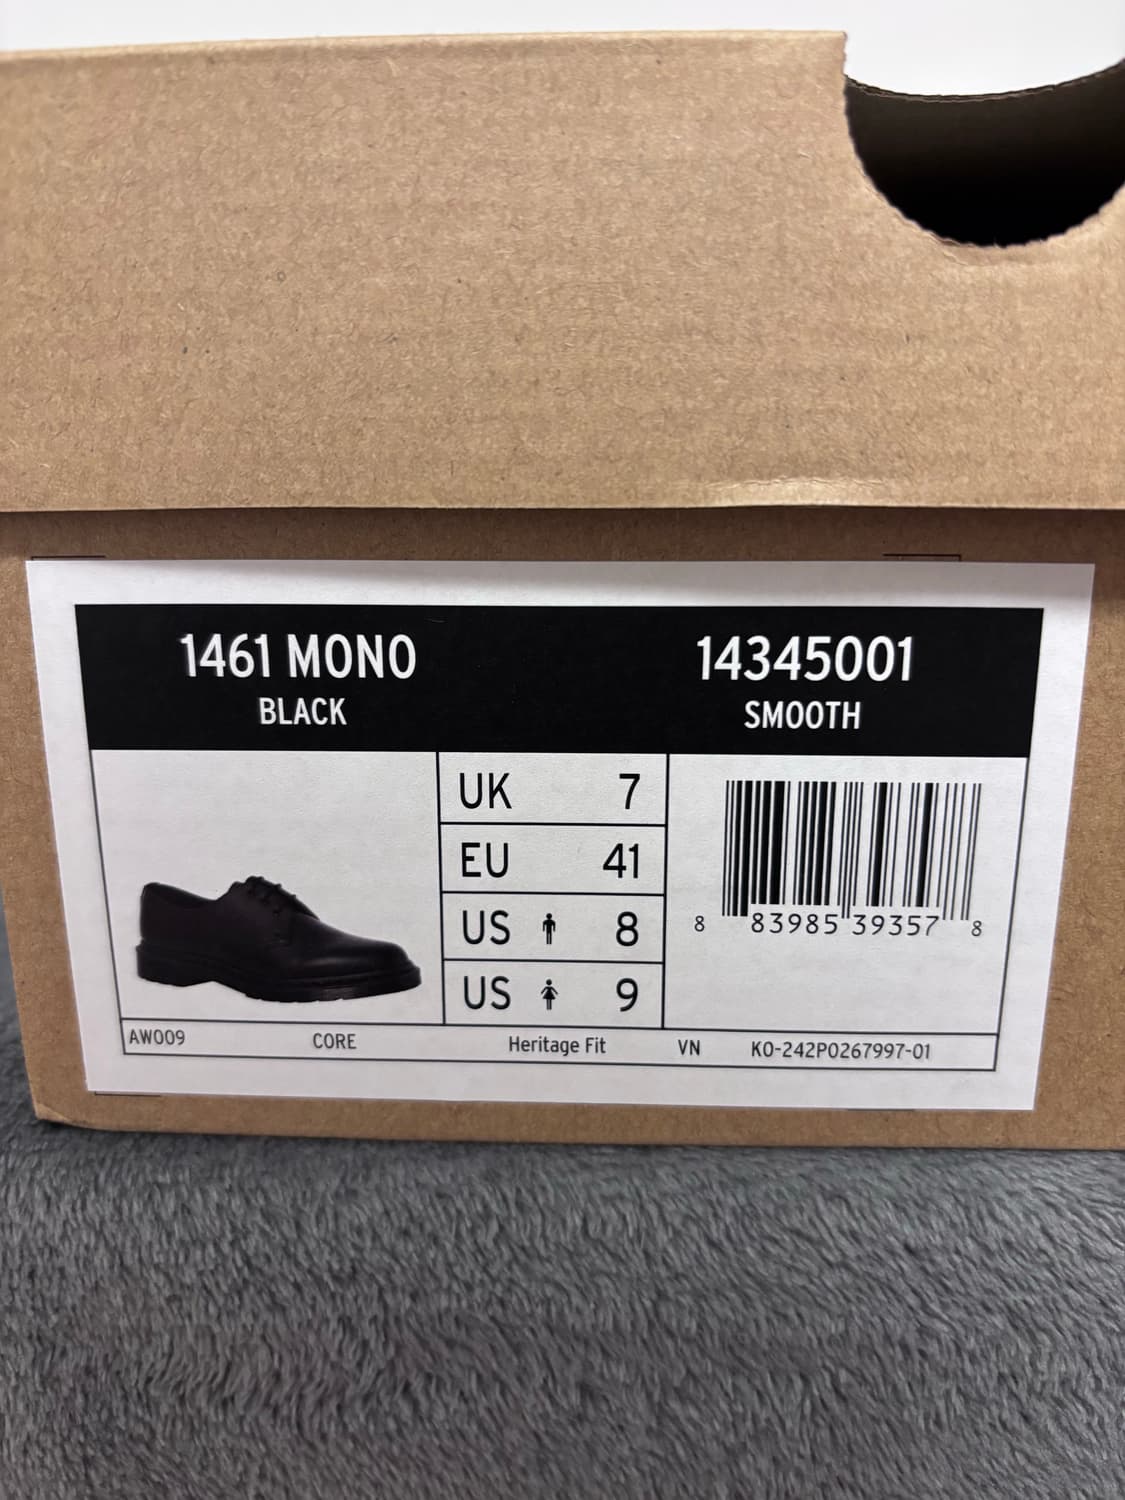 1461 MONO
BLACK
14345001
SMOOTH
UK 7
EU 41
US 8
US 9
8 83985 39357 8
AW009 CORE Heritage Fit VN KO-242P0267997-01